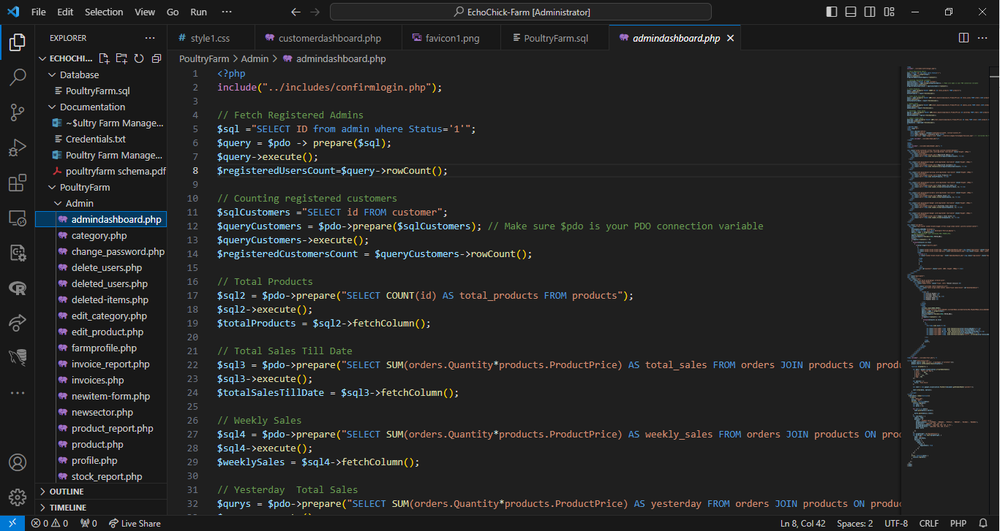 File Edit Selection View Go Run ··· EchoChick-Farm [Administrator]
EXPLORER ···
ECHOCHI...
Database
PoultryFarm.sql
Documentation
~$ultry Farm Manage...
Credentials.txt
Poultry Farm Manage...
poultryfarm schema.pdf
PoultryFarm
Admin
admindashboard.php
category.php
change_password.php
delete_users.php
deleted_users.php
deleted-items.php
edit_category.php
edit_product.php
farmprofile.php
invoice_report.php
invoices.php
newitem-form.php
newsector.php
product_report.php
product.php
profile.php
stock_report.php
OUTLINE
TIMELINE
# style1.css customerdashboard.php favicon1.png PoultryFarm.sql admindashboard.php
PoultryFarm > Admin > admindashboard.php
1 <?php
2 include("../includes/confirmlogin.php");
3
4 // Fetch Registered Admins
5 $sql ="SELECT ID from admin where Status='1'";
6 $query = $pdo -> prepare($sql);
7 $query->execute();
8 $registeredUsersCount=$query->rowCount();
9
10 // Counting registered customers
11 $sqlCustomers ="SELECT id FROM customer";
12 $queryCustomers = $pdo->prepare($sqlCustomers); // Make sure $pdo is your PDO connection variable
13 $queryCustomers->execute();
14 $registeredCustomersCount = $queryCustomers->rowCount();
15
16 // Total Products
17 $sql2 = $pdo->prepare("SELECT COUNT(id) AS total_products FROM products");
18 $sql2->execute();
19 $totalProducts = $sql2->fetchColumn();
20
21 // Total Sales Till Date
22 $sql3 = $pdo->prepare("SELECT SUM(orders.Quantity*products.ProductPrice) AS total_sales FROM orders JOIN products ON produ
23 $sql3->execute();
24 $totalSalesTillDate = $sql3->fetchColumn();
25
26 // Weekly Sales
27 $sql4 = $pdo->prepare("SELECT SUM(orders.Quantity*products.ProductPrice) AS weekly_sales FROM orders JOIN products ON prod
28 $sql4->execute();
29 $weeklySales = $sql4->fetchColumn();
30
31 // Yesterday  Total Sales
32 $qurys = $pdo->prepare("SELECT SUM(orders.Quantity*products.ProductPrice) AS yesterday FROM orders JOIN products ON produc
0 0 0 Live Share Ln 8, Col 42 Spaces: 2 UTF-8 CRLF PHP